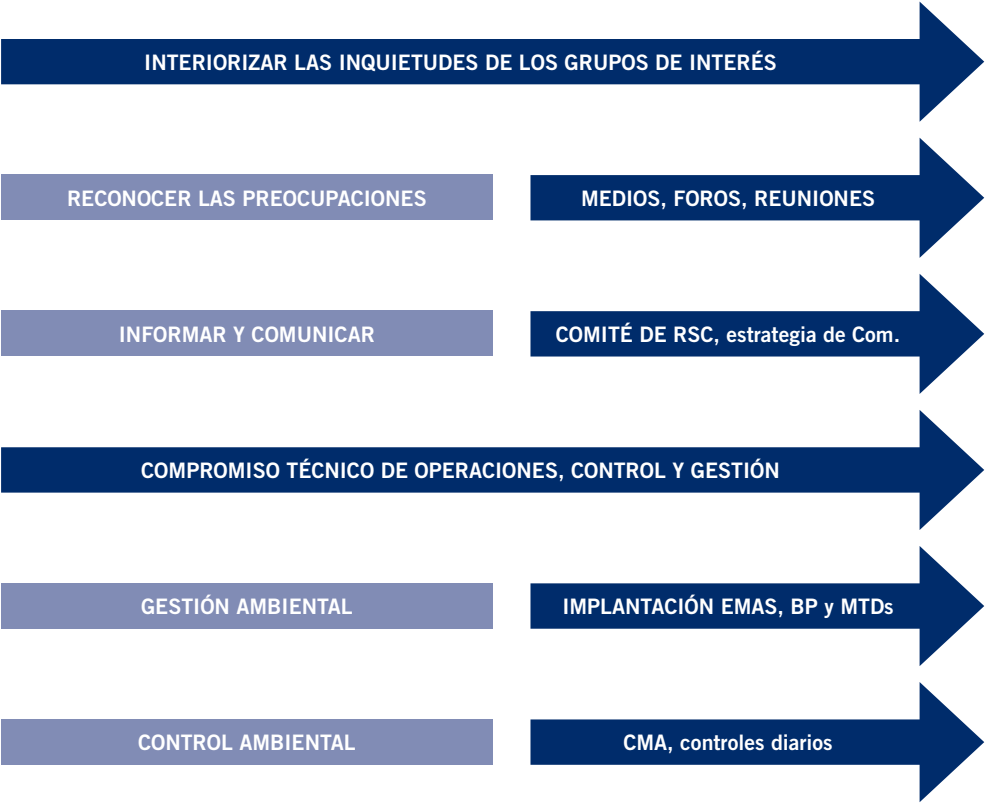 INTERIORIZAR LAS INQUIETUDES DE LOS GRUPOS DE INTERÉS
RECONOCER LAS PREOCUPACIONES
MEDIOS, FOROS, REUNIONES
INFORMAR Y COMUNICAR
COMITÉ DE RSC, estrategia de Com.
COMPROMISO TÉCNICO DE OPERACIONES, CONTROL Y GESTIÓN
GESTIÓN AMBIENTAL
IMPLANTACIÓN EMAS, BP y MTDs
CONTROL AMBIENTAL
CMA, controles diarios